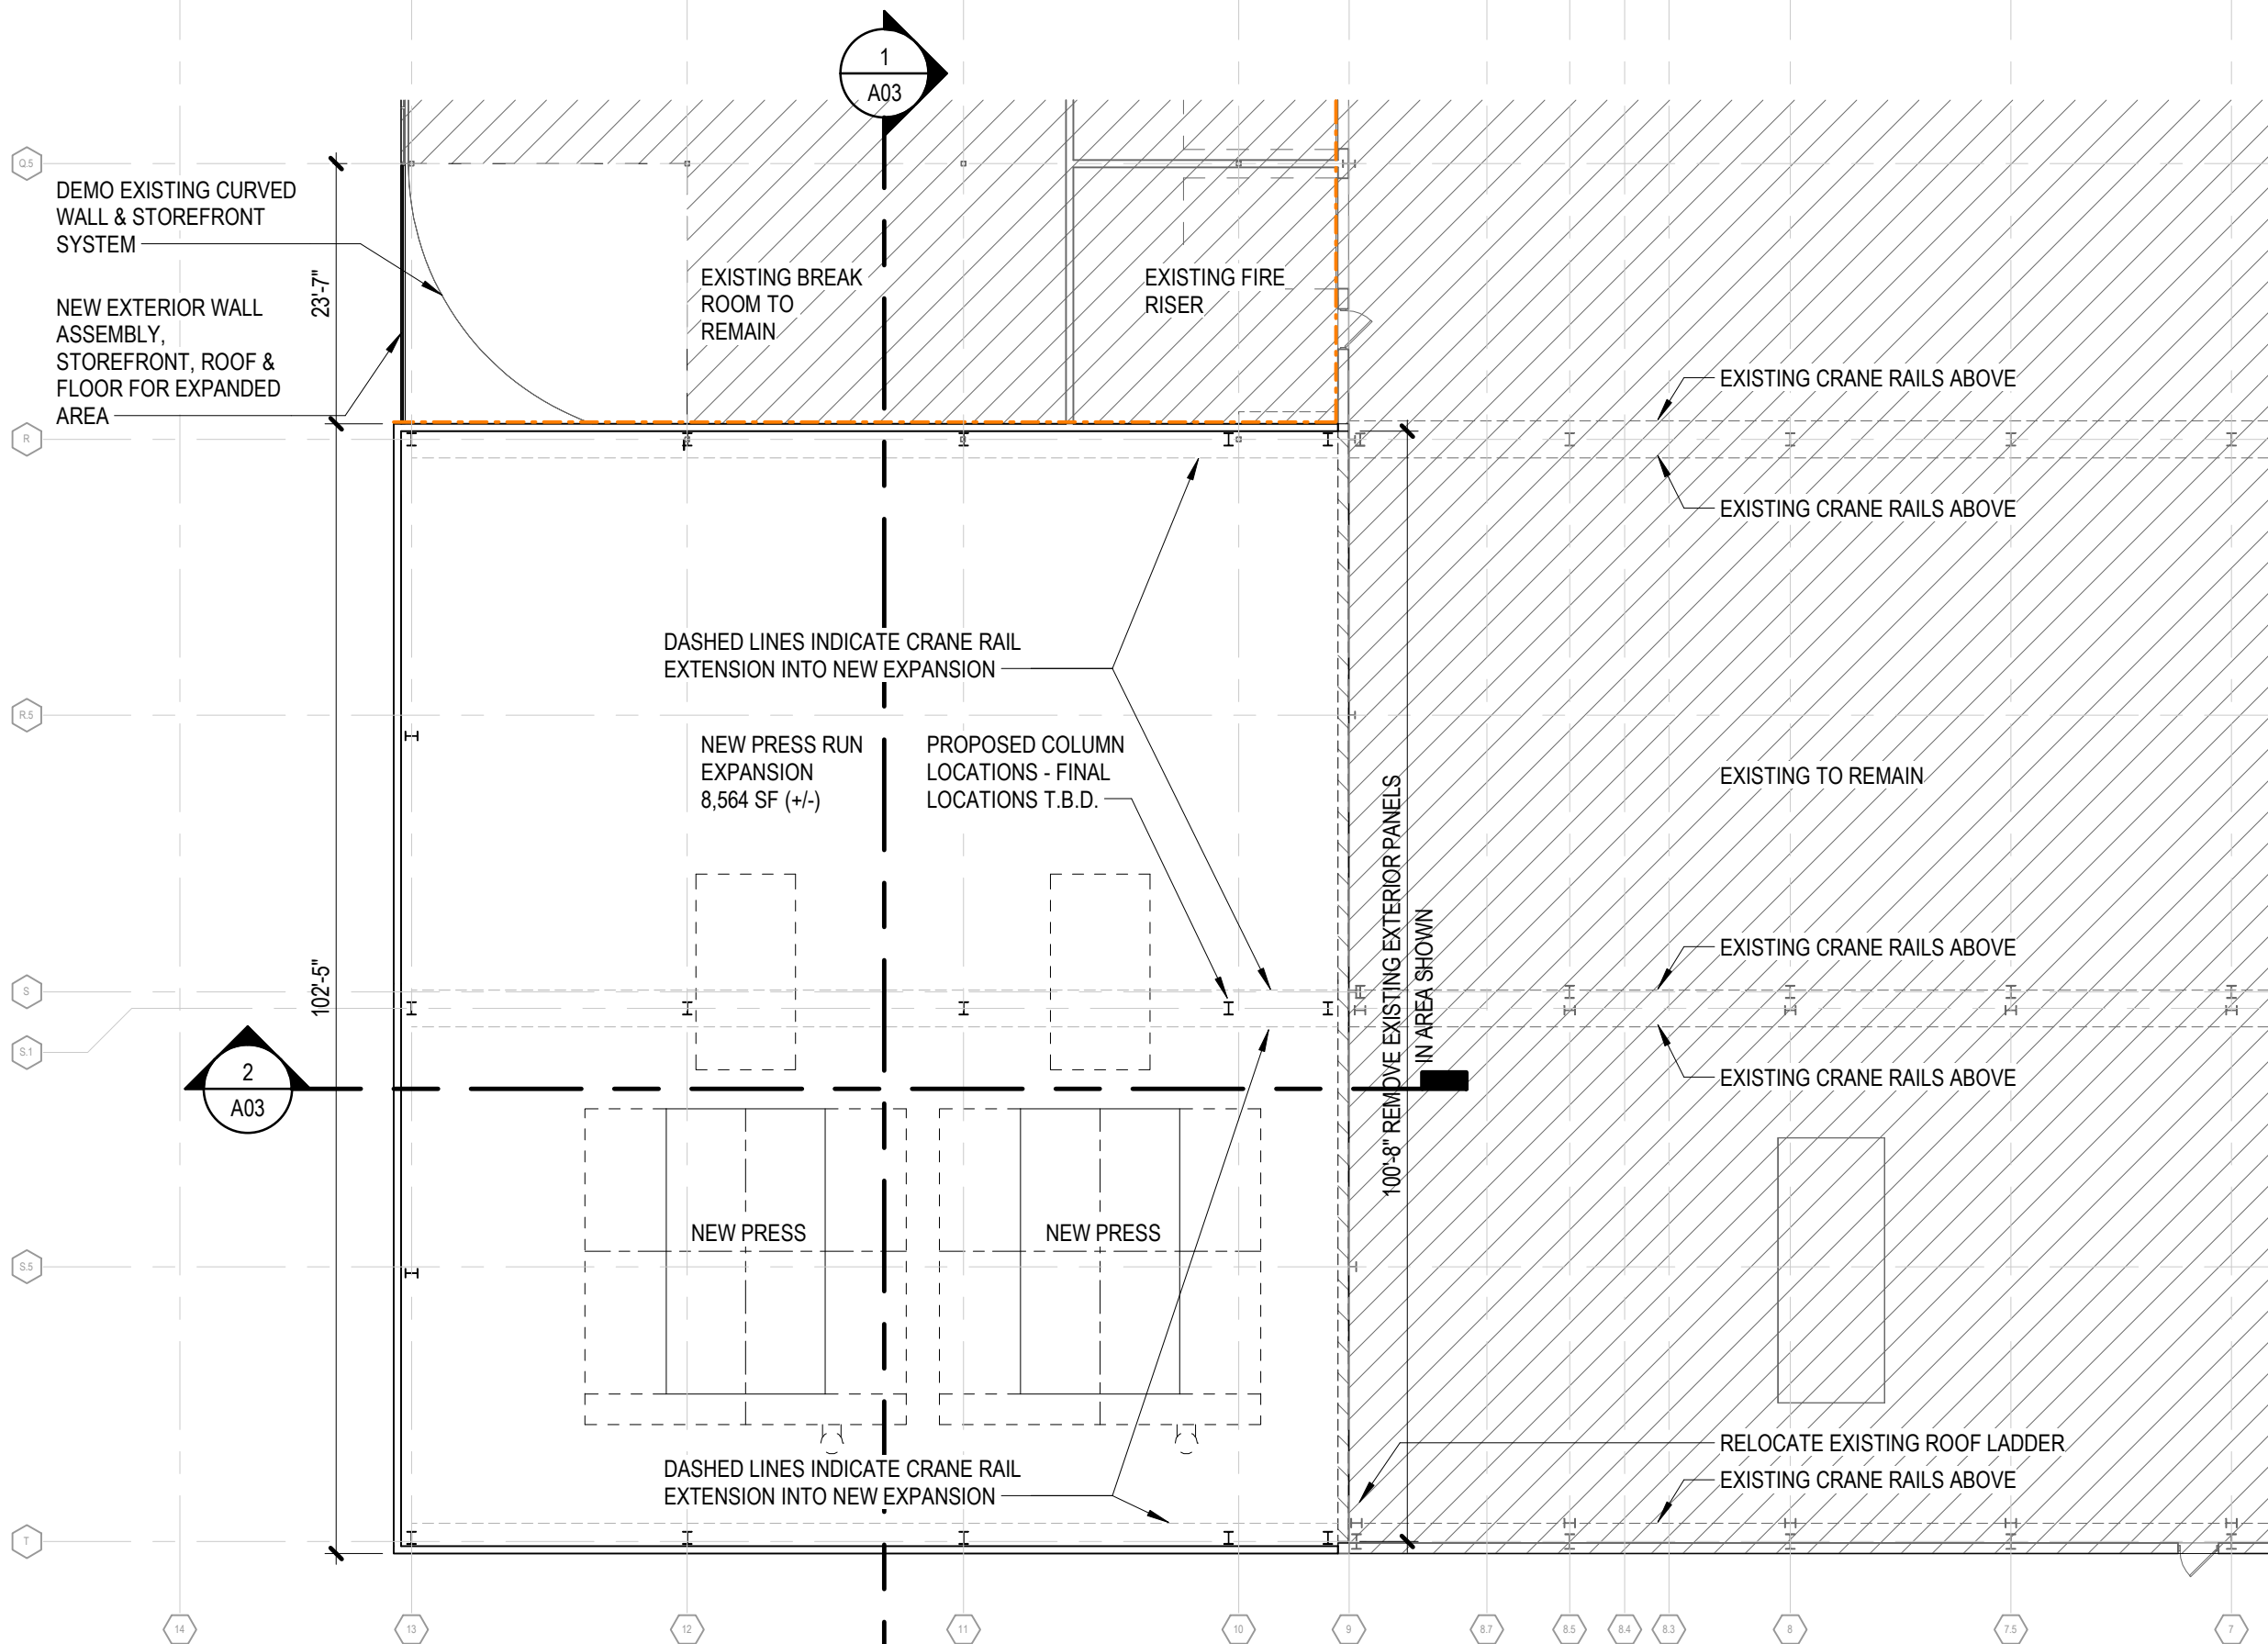 1
A03
Q.5
DEMO EXISTING CURVED
WALL & STOREFRONT
SYSTEM
23'-7"
NEW EXTERIOR WALL
ASSEMBLY,
STOREFRONT, ROOF &
FLOOR FOR EXPANDED
AREA
EXISTING BREAK
ROOM TO
REMAIN
EXISTING FIRE
RISER
EXISTING CRANE RAILS ABOVE
R
EXISTING CRANE RAILS ABOVE
DASHED LINES INDICATE CRANE RAIL
EXTENSION INTO NEW EXPANSION
R.5
NEW PRESS RUN
EXPANSION
8,564 SF (+/-)
PROPOSED COLUMN
LOCATIONS - FINAL
LOCATIONS T.B.D.
EXISTING TO REMAIN
100'-8" REMOVE EXISTING EXTERIOR PANELS
IN AREA SHOWN
EXISTING CRANE RAILS ABOVE
S
102'-5"
S.1
2
A03
EXISTING CRANE RAILS ABOVE
NEW PRESS
NEW PRESS
S.5
RELOCATE EXISTING ROOF LADDER
DASHED LINES INDICATE CRANE RAIL
EXTENSION INTO NEW EXPANSION
EXISTING CRANE RAILS ABOVE
T
14
13
12
11
10
9
8.7
8.5
8.4
8.3
8
7.5
7